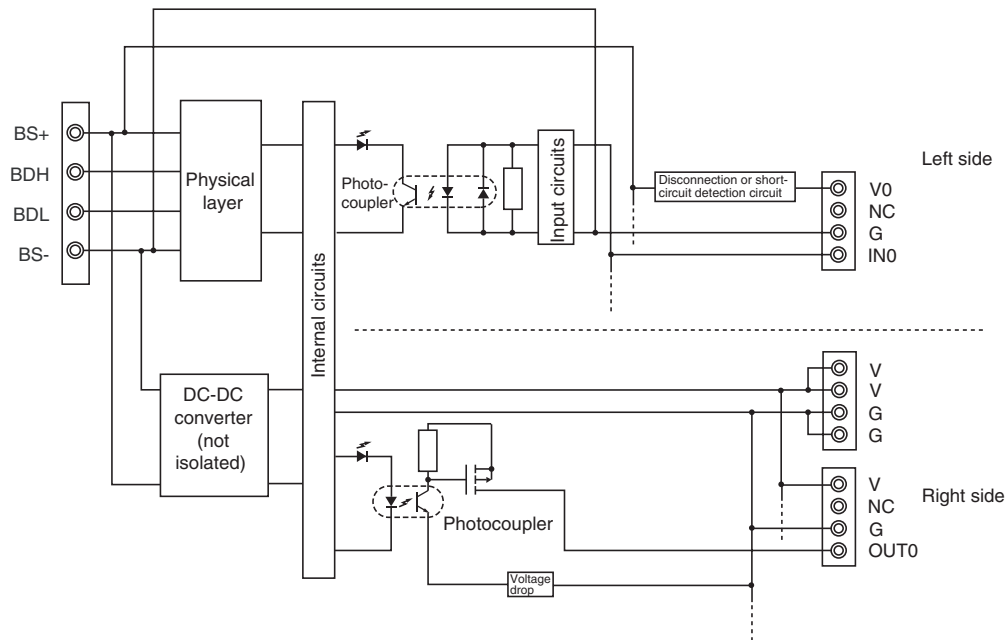 BS+
BDH
BDL
BS-
Physical
layer
Internal circuits
Photo-
coupler
Input circuits
Disconnection or short-
circuit detection circuit
Left side
V0
NC
G
IN0
DC-DC
converter
(not
isolated)
Photocoupler
Voltage
drop
V
V
G
G
V
NC
G
OUT0
Right side